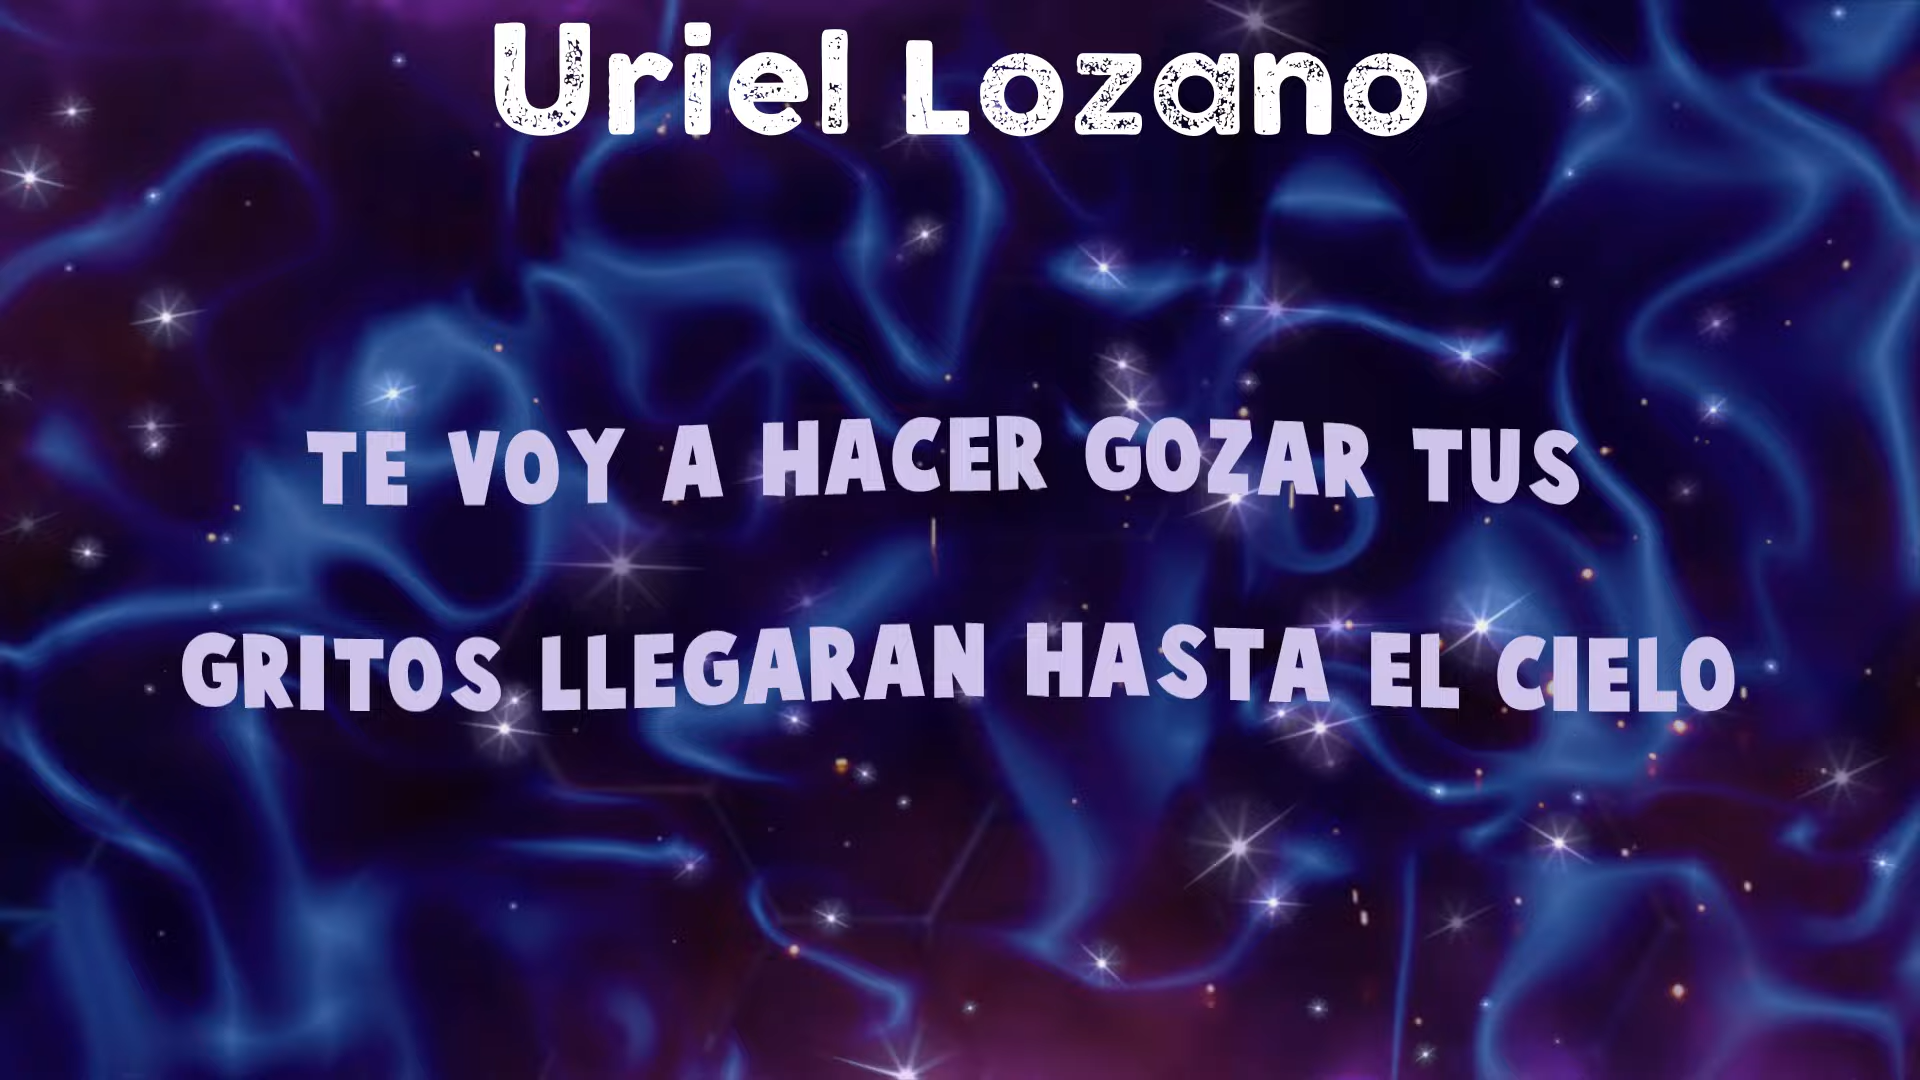 Uriel Lozano
TE VOY A HACER GOZAR TUS
GRITOS LLEGARAN HASTA EL CIELO